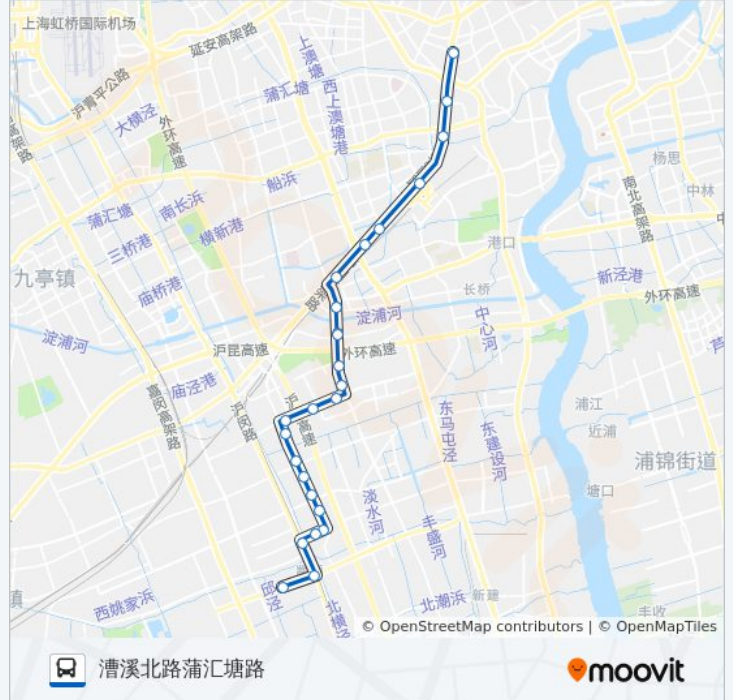 上海虹桥国际机场
延安高架路
上澳塘
西上澳塘港
蒲汇塘
沪青平公路
大横泾
外环高速
高架路
杨思
中林
南北高架路
船浜
南长浜
蒲汇塘
横新港
三桥港
港口
九亭镇
庙桥港
新泾港
长桥
外环高速
淀浦河
中心河
淀浦河
沪昆高速
外环高速
庙泾港
嘉闵高架路
沪闵路
高速
东马屯泾
东建设河
浦江
近浦
浦锦街道
塘口
淡水河
丰盛河
西姚家浜
邱泾
北横泾
北潮浜
新建
丰收
镇
© OpenStreetMap contributors | © OpenMapTiles
漕溪北路蒲汇塘路
moovit